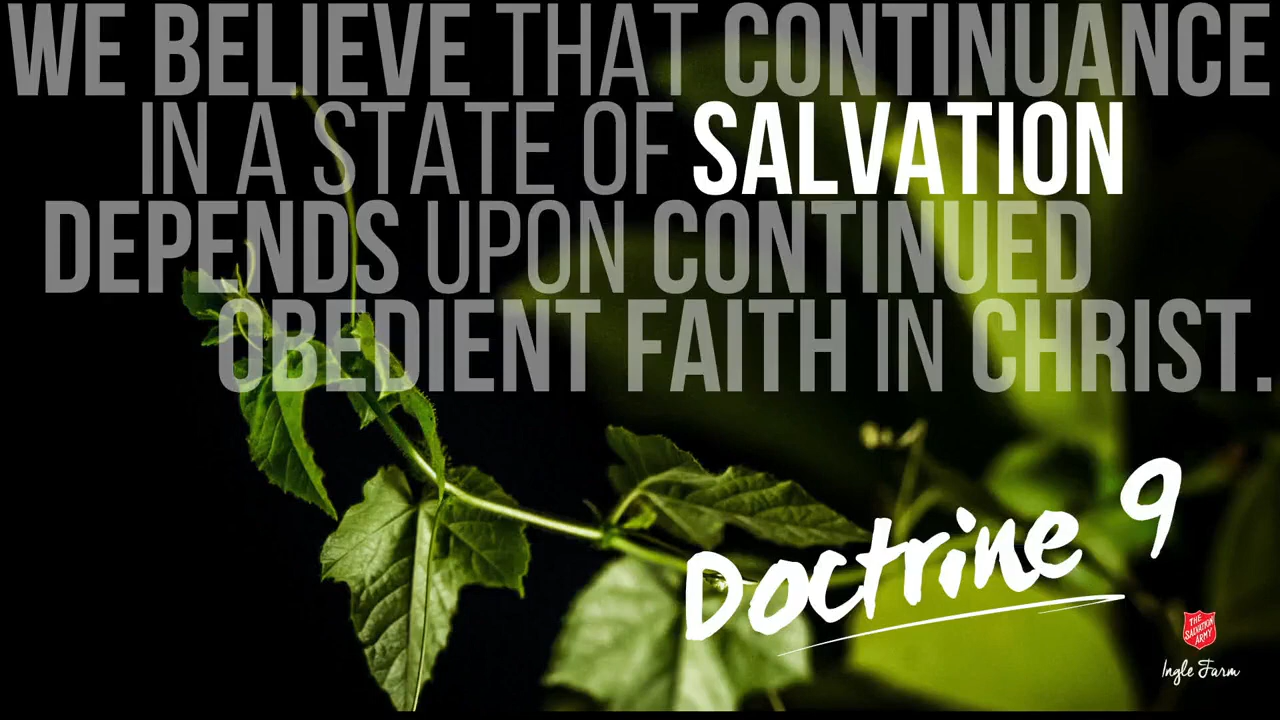 WE BELIEVE THAT CONTINUANCE
IN A STATE OF SALVATION
DEPENDS UPON CONTINUED
OBEDIENT FAITH IN CHRIST.
Doctrine 9
THE
SALVATION
ARMY
Ingle Farm